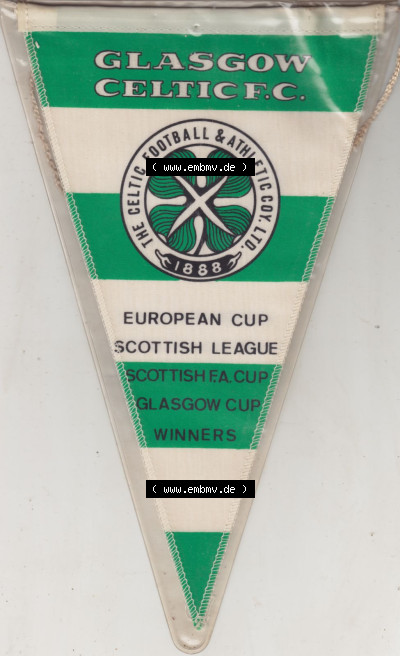 GLASGOW
CELTIC F.C.
THE CELTIC FOOTBALL & ATHLETIC COY. LTD.
( www.embmv.de )
1888
EUROPEAN CUP
SCOTTISH LEAGUE
SCOTTISH F.A. CUP
GLASGOW CUP
WINNERS
( www.embmv.de )